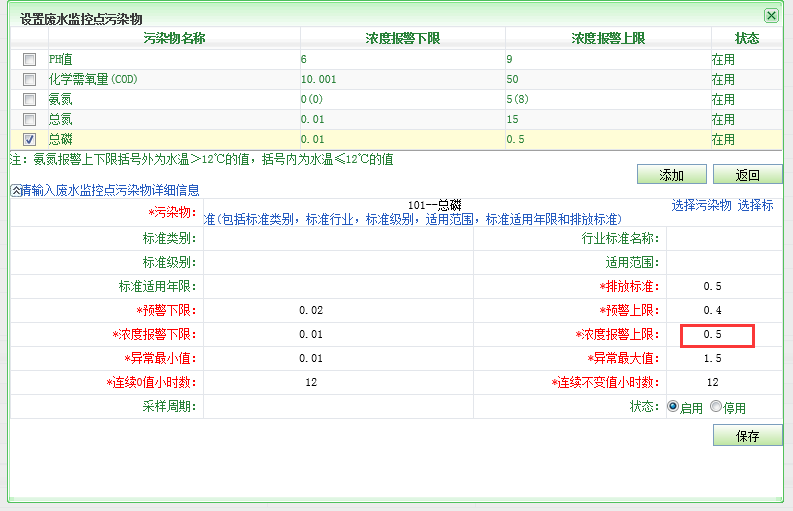 设置废水监控点污染物
污染物名称 浓度报警下限 浓度报警上限 状态
PH值 6 9 在用
化学需氧量(COD) 10.001 50 在用
氨氮 0(0) 5(8) 在用
总氮 0.01 15 在用
总磷 0.01 0.5 在用
注: 氨氮报警上下限括号外为水温＞12℃的值，括号内为水温≤12℃的值
添加 返回
请输入废水监控点污染物详细信息
*污染物: 101--总磷 选择污染物 选择标
准(包括标准类别，标准行业，标准级别，适用范围，标准适用年限和排放标准)
标准类别: 行业标准名称:
标准级别: 适用范围:
标准适用年限: *排放标准: 0.5
*预警下限: 0.02 *预警上限: 0.4
*浓度报警下限: 0.01 *浓度报警上限: 0.5
*异常最小值: 0.01 *异常最大值: 1.5
*连续0值小时数: 12 *连续不变值小时数: 12
采样周期: 状态: 启用 停用
保存